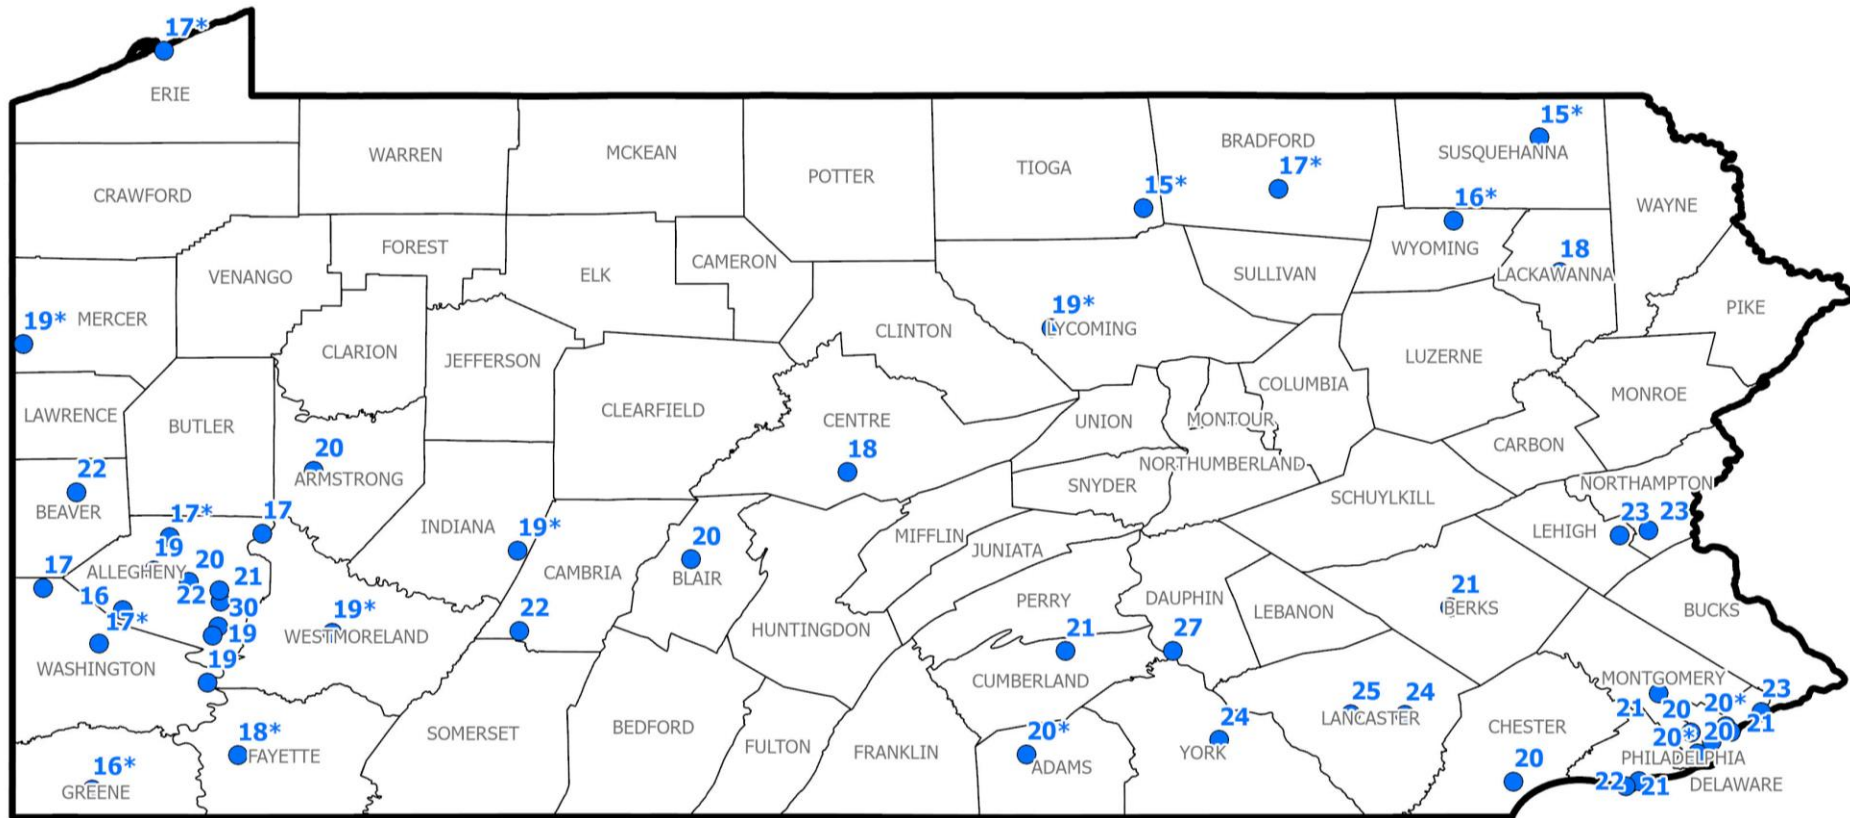 17*
ERIE
WARREN
MCKEAN
POTTER
TIOGA
BRADFORD
17*
15*
SUSQUEHANNA
15*
16*
CRAWFORD
FOREST
WAYNE
WYOMING
18
LACKAWANNA
VENANGO
ELK
CAMERON
SULLIVAN
PIKE
19*
MERCER
19*
LYCOMING
CLINTON
CLARION
JEFFERSON
LUZERNE
COLUMBIA
MONROE
LAWRENCE
BUTLER
CLEARFIELD
CENTRE
18
UNION
MONTOUR
CARBON
20
ARMSTRONG
22
BEAVER
NORTHUMBERLAND
SNYDER
SCHUYLKILL
NORTHAMPTON
23
23
LEHIGH
17*
17
INDIANA
19*
20
BLAIR
MIFFLIN
JUNIATA
19
ALLEGHENY
20
17
21
22
16
30
17*
19
19
WASHINGTON
19*
WESTMORELAND
CAMBRIA
22
HUNTINGDON
PERRY
21
CUMBERLAND
DAUPHIN
27
LEBANON
21
BERKS
BUCKS
MONTGOMERY
21
20
20*
23
21
20*
20
PHILADELPHIA
DELAWARE
22
21
25
24
LANCASTER
CHESTER
20
24
YORK
20*
ADAMS
FRANKLIN
FULTON
BEDFORD
SOMERSET
18*
FAYETTE
16*
GREENE